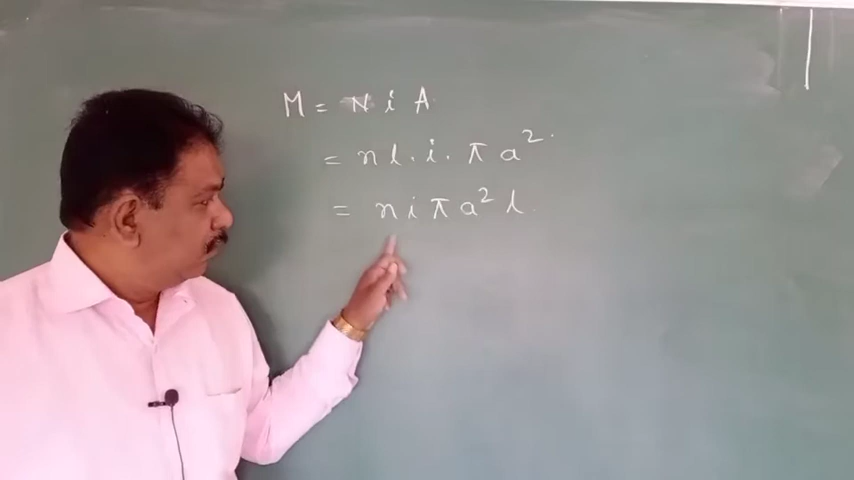 M = N i A
= n l . i . π a².
= n i π a² l